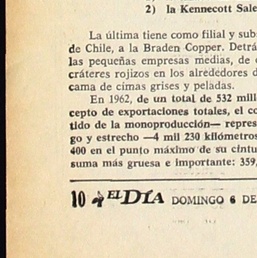 2) la Kennecott Sale
La última tiene como filial y sub
de Chile, a la Braden Copper. Detrá
las pequeñas empresas medias, de
cráteres rojizos en los alrededores d
cama de cimas grises y peladas.
En 1962, de un total de 532 mill
cepto de exportaciones totales, el co
tido de la monoproducción— repres
go y estrecho —4 mil 230 kilómetros
400 en el punto máximo de su cintu
suma más gruesa e importante: 359,
10 EL DÍA DOMINGO 6 DE